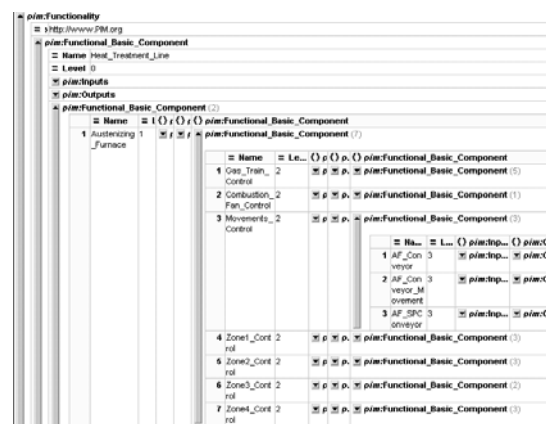 pim:Functionality
= xhttp://www.PIM.org
pim:Functional_Basic_Component
= Name Heat_Treatment_Line
= Level 0
pim:Inputs
pim:Outputs
pim:Functional_Basic_Component (2)
= Name = l () p () p () pim:Functional_Basic_Component
1 Austenizing 1 p p pim:Functional_Basic_Component (7)
_Furnace
= Name = Le... () p () p. () pim:Functional_Basic_Component
1 Gas_Train_ 2 p p. pim:Functional_Basic_Component (5)
Control
2 Combustion_ 2 p p. pim:Functional_Basic_Component (1)
Fan_Control
3 Movements_ 2 p p. pim:Functional_Basic_Component (3)
Control
= Na... = L... () pim:Inp... () pim:O
1 AF_Con 3 pim:Inp... pim:O
veyor
2 AF_Con 3 pim:Inp... pim:O
veyor_M
ovement
3 AF_SPC 3 pim:Inp... pim:O
onveyor
4 Zone1_Cont 2 p p. pim:Functional_Basic_Component (3)
rol
5 Zone2_Cont 2 p p. pim:Functional_Basic_Component (3)
rol
6 Zone3_Cont 2 p p. pim:Functional_Basic_Component (2)
rol
7 Zone4_Cont 2 p p. pim:Functional_Basic_Component (3)
rol